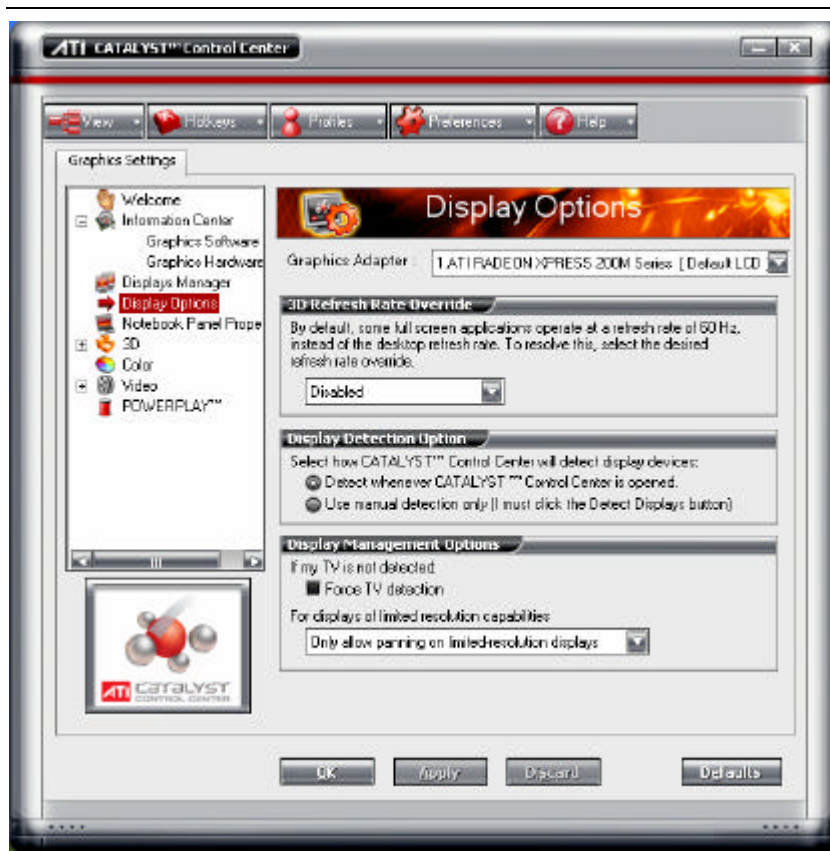 ATI CATALYST™ Control Center
View
Hotkeys
Profiles
Preferences
Help
Graphics Settings
Welcome
Information Center
Graphics Software
Graphics Hardware
Displays Manager
Display Options
Notebook Panel Prope
3D
Color
Video
POWERPLAY™
Display Options
Graphics Adapter :
1.ATI RADEON XPRESS 200M Series [ Default LCD
3D Refresh Rate Override
By default, some full screen applications operate at a refresh rate of 60 Hz.
instead of the desktop refresh rate. To resolve this, select the desired
refresh rate override.
Disabled
Display Detection Option
Select how CATALYST™ Control Center will detect display devices:
Detect whenever CATALYST ™ Control Center is opened.
Use manual detection only (I must click the Detect Displays button)
Display Management Options
If my TV is not detected:
Force TV detection
For displays of limited resolution capabilities
Only allow panning on limited-resolution displays
ATI CATALYST
CONTROL CENTER
OK
Apply
Discard
Defaults